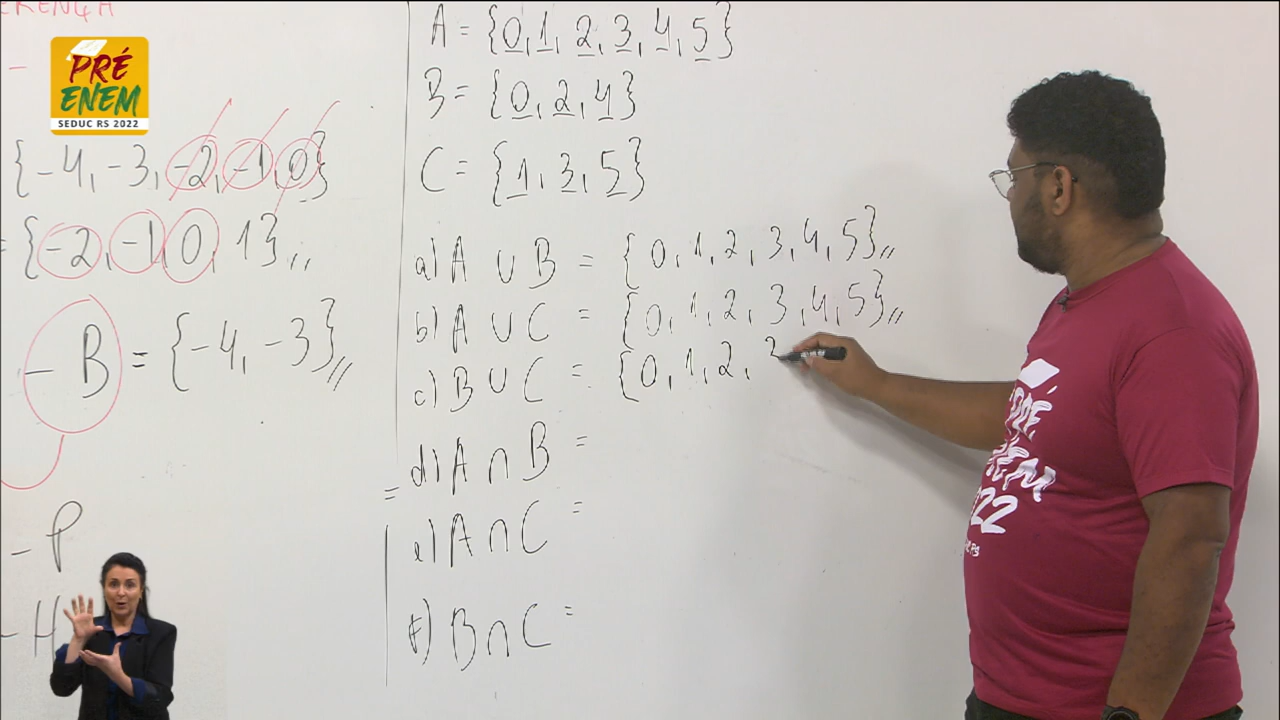 RENÇA
PRÉ
ENEM
SEDUC RS 2022
{-4, -3, -2, -1, 0}
= {-2, -1, 0, 1},,
- B = {-4, -3},,
- P
- H
A = {0, 1, 2, 3, 4, 5}
B = {0, 2, 4}
C = {1, 3, 5}
a) A ∪ B = {0, 1, 2, 3, 4, 5},,
b) A ∪ C = {0, 1, 2, 3, 4, 5},,
c) B ∪ C = {0, 1, 2, 3
=
d) A ∩ B =
e) A ∩ C =
f) B ∩ C =
2022